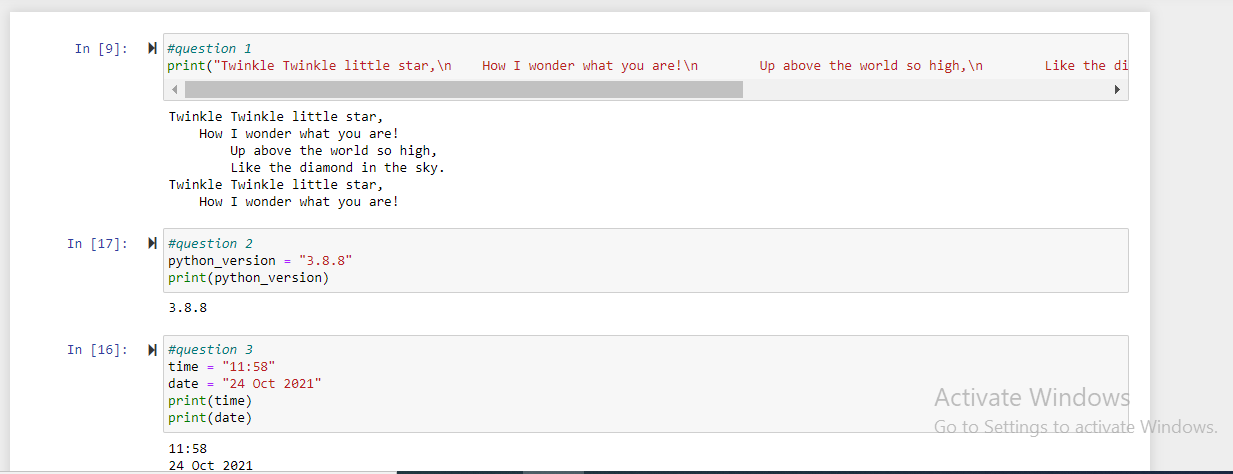 In [9]:
#question 1
print("Twinkle Twinkle little star,\n    How I wonder what you are!\n        Up above the world so high,\n        Like the di
Twinkle Twinkle little star,
    How I wonder what you are!
        Up above the world so high,
        Like the diamond in the sky.
Twinkle Twinkle little star,
    How I wonder what you are!
In [17]:
#question 2
python_version = "3.8.8"
print(python_version)
3.8.8
In [16]:
#question 3
time = "11:58"
date = "24 Oct 2021"
print(time)
print(date)
11:58
24 Oct 2021
Activate Windows
Go to Settings to activate Windows.